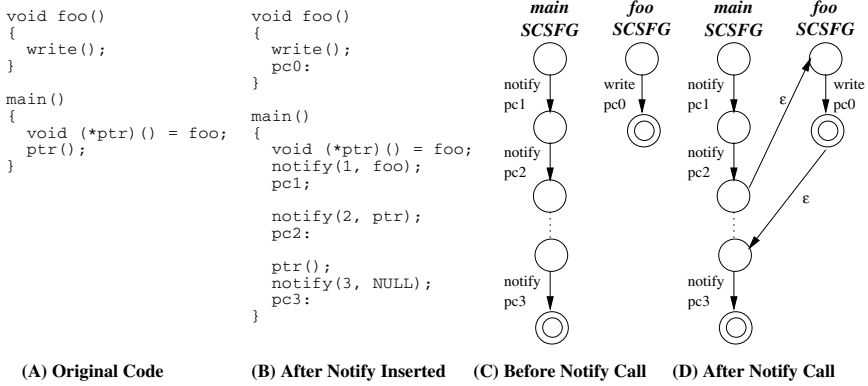 void foo()
{
write();
}
main()
{
void (*ptr)() = foo;
ptr();
}
(A) Original Code
void foo()
{
write();
pc0:
}
main()
{
void (*ptr)() = foo;
notify(1, foo);
pc1;
notify(2, ptr);
pc2:
ptr();
notify(3, NULL);
pc3:
}
(B) After Notify Inserted
main
SCSFG
foo
SCSFG
notify
pc1
write
pc0
notify
pc2
notify
pc3
(C) Before Notify Call
main
SCSFG
foo
SCSFG
notify
pc1
ε
write
pc0
notify
pc2
ε
notify
pc3
(D) After Notify Call